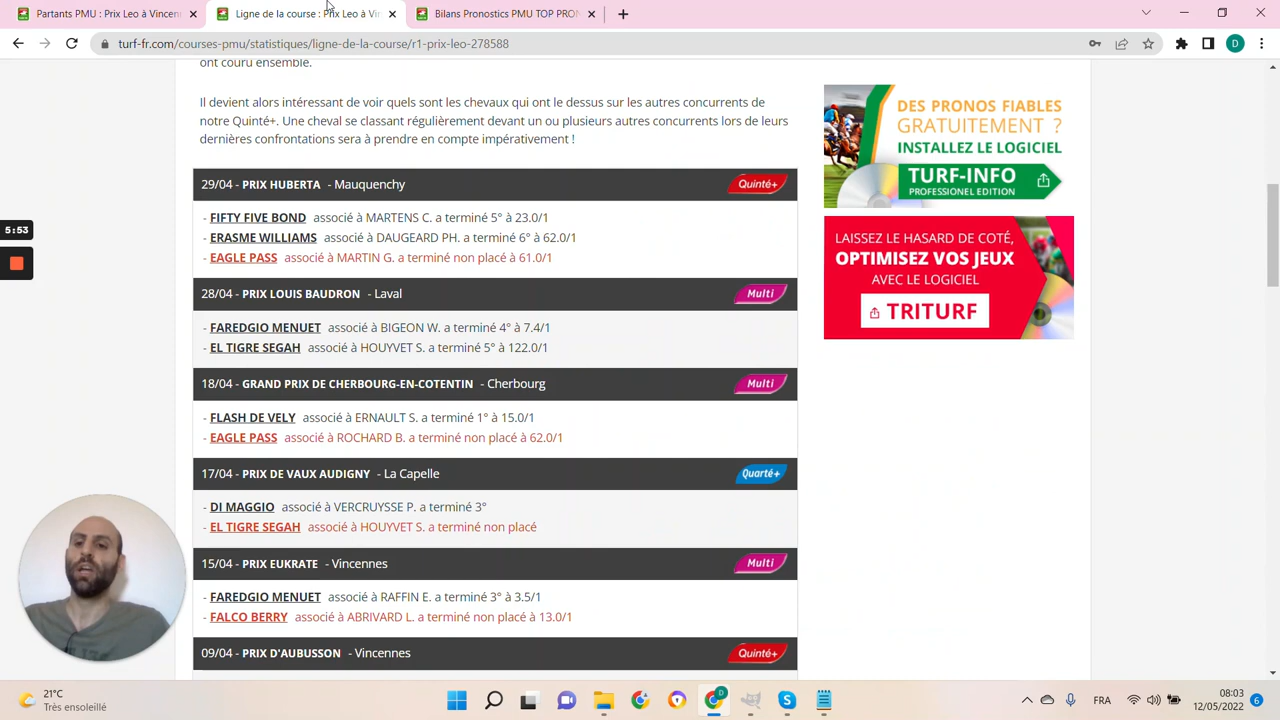 Partants PMU : Prix Leo à Vincen
Ligne de la course : Prix Leo à Vi
Bilans Pronostics PMU TOP PRON
turf-fr.com/courses-pmu/statistiques/ligne-de-la-course/r1-prix-leo-278588
D
ont couru ensemble.
Il devient alors intéressant de voir quels sont les chevaux qui ont le dessus sur les autres concurrents de
notre Quinté+. Une cheval se classant régulièrement devant un ou plusieurs autres concurrents lors de leurs
dernières confrontations sera à prendre en compte impérativement !
29/04 - PRIX HUBERTA - Mauquenchy Quinté+
- FIFTY FIVE BOND associé à MARTENS C. a terminé 5° à 23.0/1
- ERASME WILLIAMS associé à DAUGEARD PH. a terminé 6° à 62.0/1
- EAGLE PASS associé à MARTIN G. a terminé non placé à 61.0/1
28/04 - PRIX LOUIS BAUDRON - Laval Multi
- FAREDGIO MENUET associé à BIGEON W. a terminé 4° à 7.4/1
- EL TIGRE SEGAH associé à HOUYVET S. a terminé 5° à 122.0/1
18/04 - GRAND PRIX DE CHERBOURG-EN-COTENTIN - Cherbourg Multi
- FLASH DE VELY associé à ERNAULT S. a terminé 1° à 15.0/1
- EAGLE PASS associé à ROCHARD B. a terminé non placé à 62.0/1
17/04 - PRIX DE VAUX AUDIGNY - La Capelle Quarté+
- DI MAGGIO associé à VERCRUYSSE P. a terminé 3°
- EL TIGRE SEGAH associé à HOUYVET S. a terminé non placé
15/04 - PRIX EUKRATE - Vincennes Multi
- FAREDGIO MENUET associé à RAFFIN E. a terminé 3° à 3.5/1
- FALCO BERRY associé à ABRIVARD L. a terminé non placé à 13.0/1
09/04 - PRIX D'AUBUSSON - Vincennes Quinté+
DES PRONOS FIABLES
GRATUITEMENT ?
INSTALLEZ LE LOGICIEL
TURF-INFO
PROFESSIONEL EDITION
LAISSEZ LE HASARD DE COTÉ,
OPTIMISEZ VOS JEUX
AVEC LE LOGICIEL
TRITURF
5:53
21°C
Très ensoleillé
D
FRA
08:03
12/05/2022
6